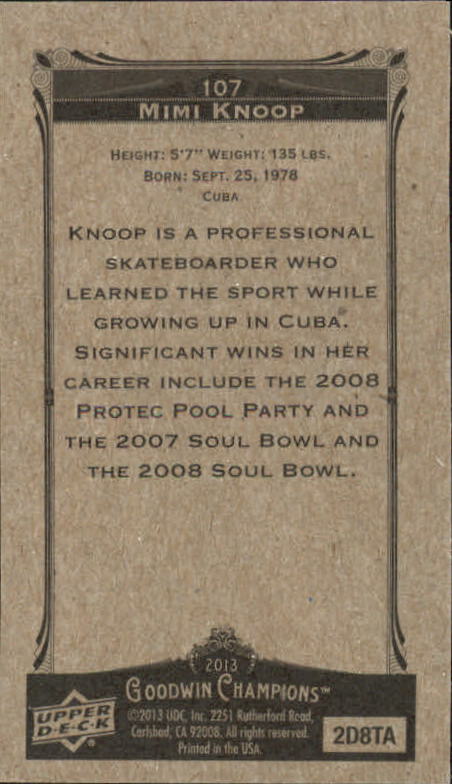 107
MIMI KNOOP
HEIGHT: 5'7" WEIGHT: 135 LBS.
BORN: SEPT. 25, 1978
CUBA
KNOOP IS A PROFESSIONAL
SKATEBOARDER WHO
LEARNED THE SPORT WHILE
GROWING UP IN CUBA.
SIGNIFICANT WINS IN HER
CAREER INCLUDE THE 2008
PROTEC POOL PARTY AND
THE 2007 SOUL BOWL AND
THE 2008 SOUL BOWL.
2013
GOODWIN CHAMPIONS™
UPPER
D·E·C·K®
©2013 UDC, Inc. 2251 Rutherford Road,
Carlsbad, CA 92008. All rights reserved.
Printed in the USA.
2D8TA